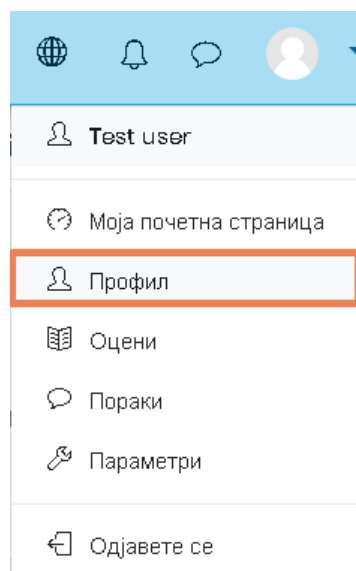 Test user
Моја почетна страница
Профил
Оцени
Пораки
Параметри
Одјавете се